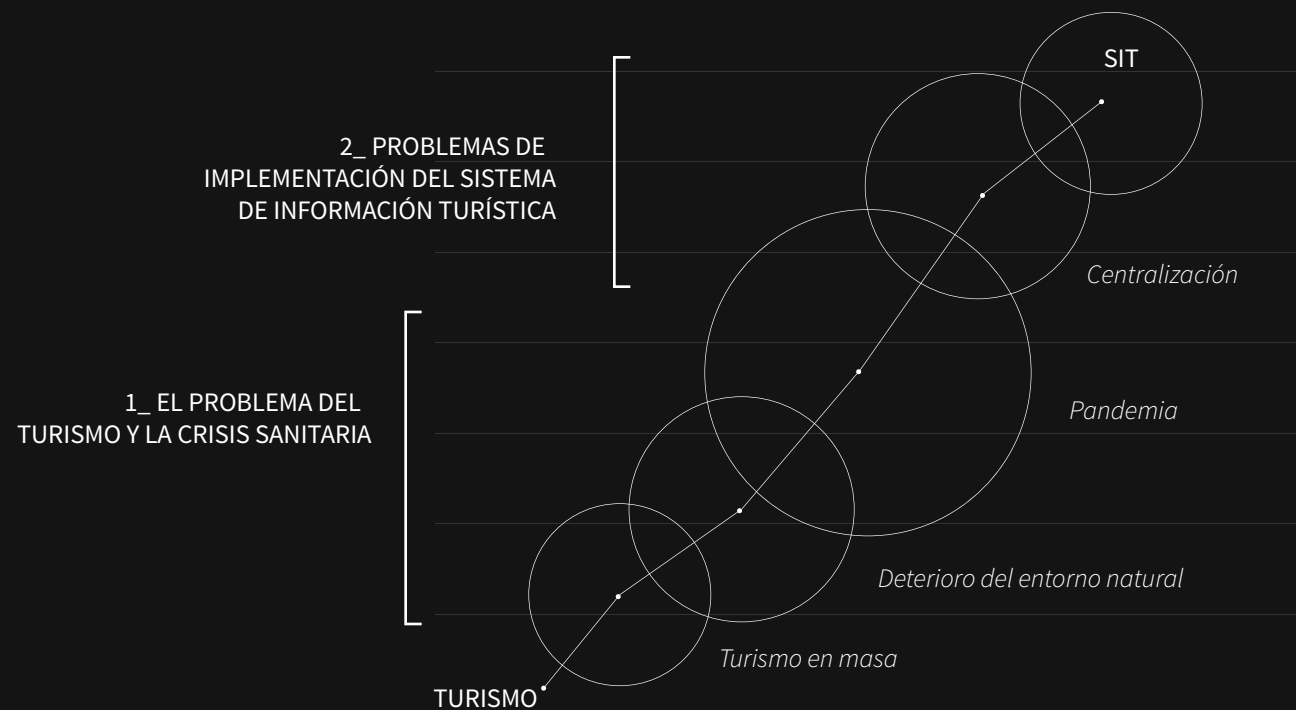 SIT
2_ PROBLEMAS DE
IMPLEMENTACIÓN DEL SISTEMA
DE INFORMACIÓN TURÍSTICA
Centralización
1_ EL PROBLEMA DEL
TURISMO Y LA CRISIS SANITARIA
Pandemia
Deterioro del entorno natural
Turismo en masa
TURISMO